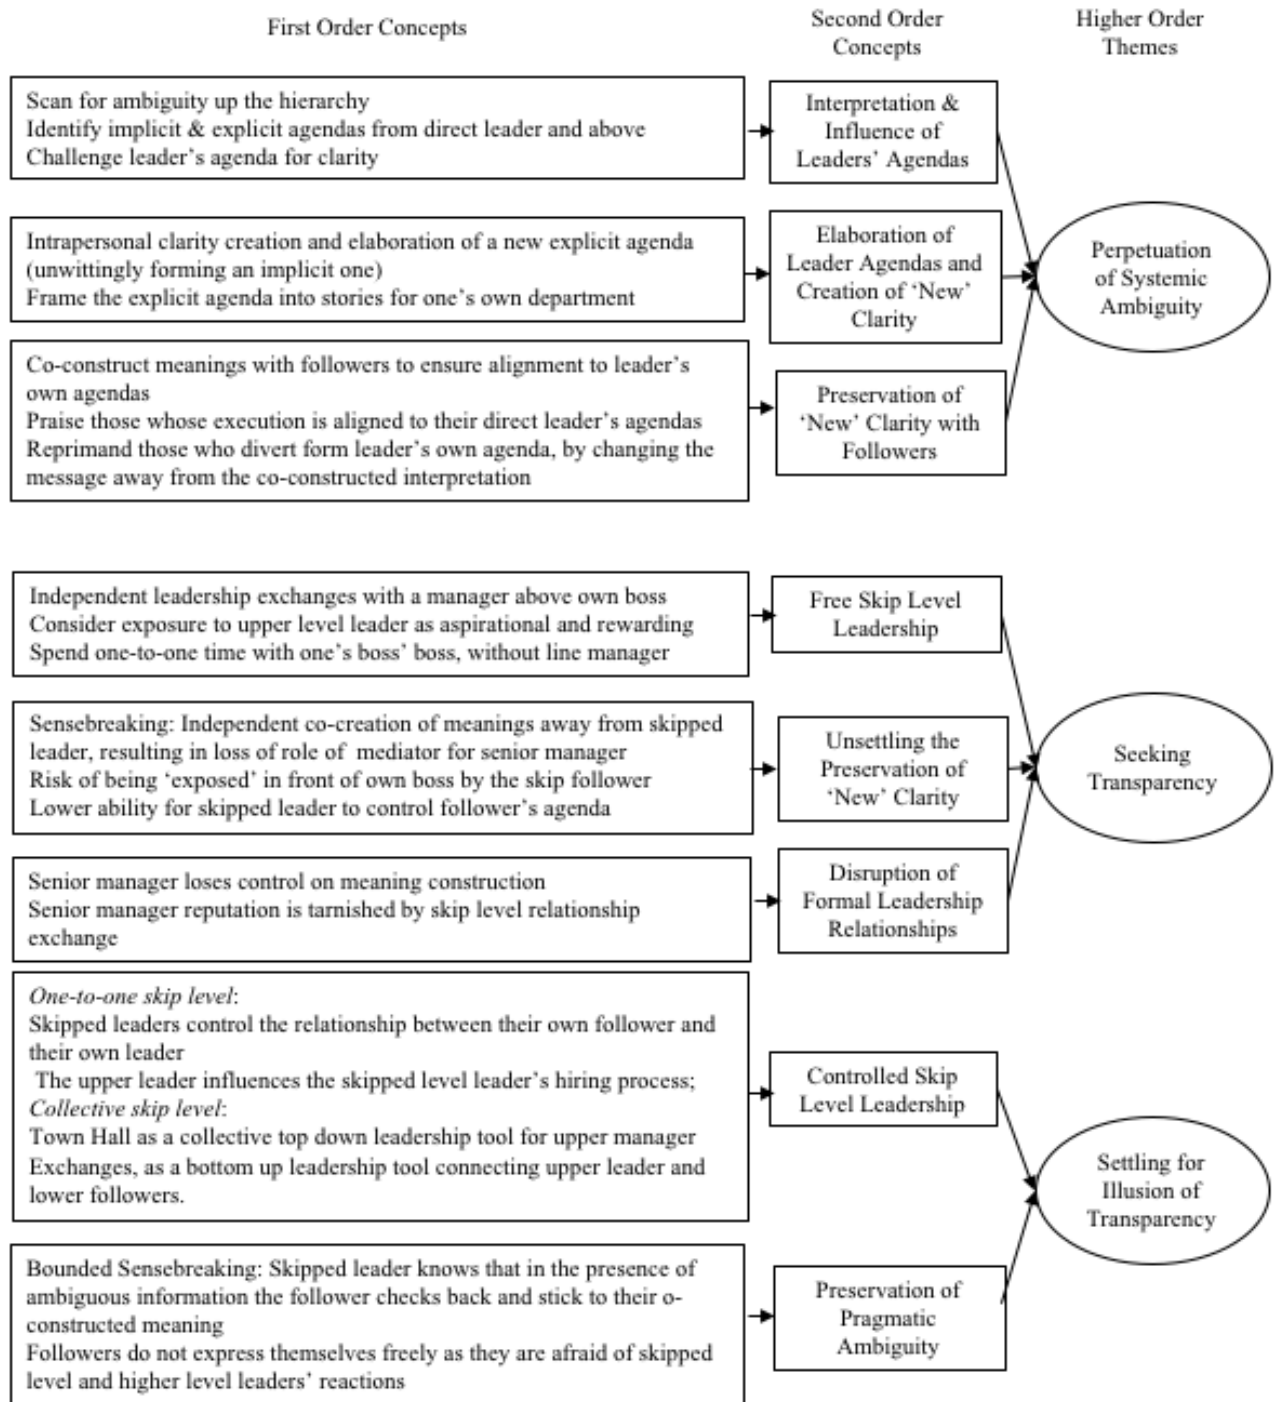 First Order Concepts
Second Order
Concepts
Higher Order
Themes
Scan for ambiguity up the hierarchy
Identify implicit & explicit agendas from direct leader and above
Challenge leader's agenda for clarity
Interpretation &
Influence of
Leaders' Agendas
Intrapersonal clarity creation and elaboration of a new explicit agenda
(unwittingly forming an implicit one)
Frame the explicit agenda into stories for one's own department
Elaboration of
Leader Agendas and
Creation of 'New'
Clarity
Perpetuation
of Systemic
Ambiguity
Co-construct meanings with followers to ensure alignment to leader's
own agendas
Praise those whose execution is aligned to their direct leader's agendas
Reprimand those who divert form leader's own agenda, by changing the
message away from the co-constructed interpretation
Preservation of
'New' Clarity with
Followers
Independent leadership exchanges with a manager above own boss
Consider exposure to upper level leader as aspirational and rewarding
Spend one-to-one time with one's boss' boss, without line manager
Free Skip Level
Leadership
Sensebreaking: Independent co-creation of meanings away from skipped
leader, resulting in loss of role of mediator for senior manager
Risk of being 'exposed' in front of own boss by the skip follower
Lower ability for skipped leader to control follower's agenda
Unsettling the
Preservation of
'New' Clarity
Seeking
Transparency
Senior manager loses control on meaning construction
Senior manager reputation is tarnished by skip level relationship
exchange
Disruption of
Formal Leadership
Relationships
One-to-one skip level:
Skipped leaders control the relationship between their own follower and
their own leader
The upper leader influences the skipped level leader's hiring process;
Collective skip level:
Town Hall as a collective top down leadership tool for upper manager
Exchanges, as a bottom up leadership tool connecting upper leader and
lower followers.
Controlled Skip
Level Leadership
Settling for
Illusion of
Transparency
Bounded Sensebreaking: Skipped leader knows that in the presence of
ambiguous information the follower checks back and stick to their o-
constructed meaning
Followers do not express themselves freely as they are afraid of skipped
level and higher level leaders' reactions
Preservation of
Pragmatic
Ambiguity